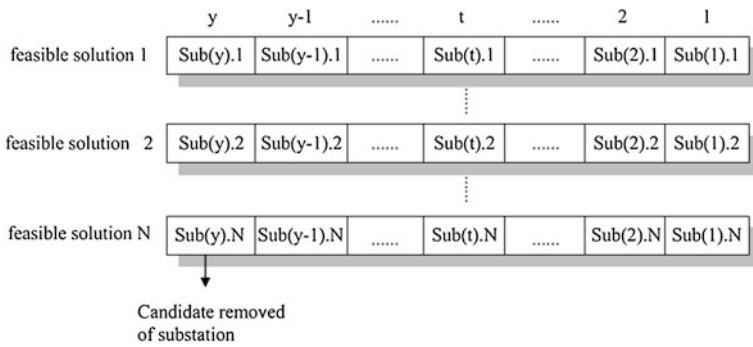 y y-1 ...... t ...... 2 1
feasible solution 1 Sub(y).1 Sub(y-1).1 ...... Sub(t).1 ...... Sub(2).1 Sub(1).1
feasible solution 2 Sub(y).2 Sub(y-1).2 ...... Sub(t).2 ...... Sub(2).2 Sub(1).2
feasible solution N Sub(y).N Sub(y-1).N ...... Sub(t).N ...... Sub(2).N Sub(1).N
Candidate removed
of substation